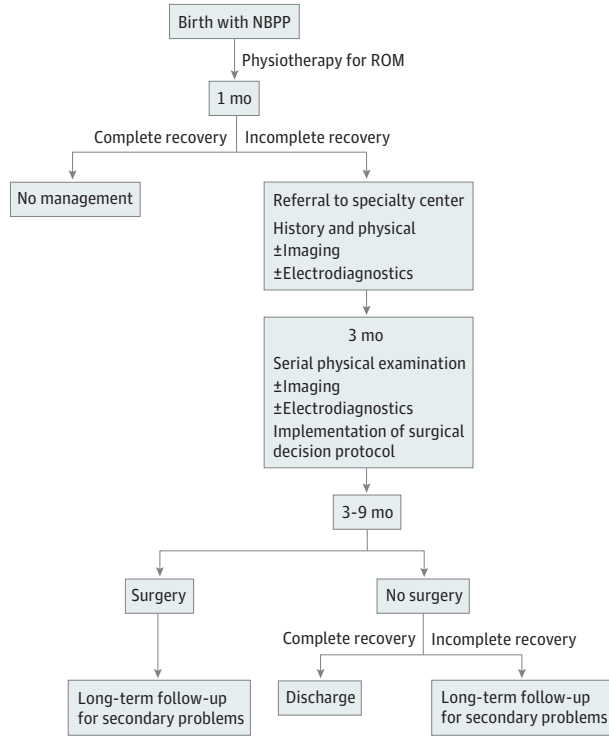 Birth with NBPP
Physiotherapy for ROM
1 mo
Complete recovery
Incomplete recovery
No management
Referral to specialty center
History and physical
±Imaging
±Electrodiagnostics
3 mo
Serial physical examination
±Imaging
±Electrodiagnostics
Implementation of surgical
decision protocol
3-9 mo
Surgery
No surgery
Complete recovery
Incomplete recovery
Long-term follow-up
for secondary problems
Discharge
Long-term follow-up
for secondary problems